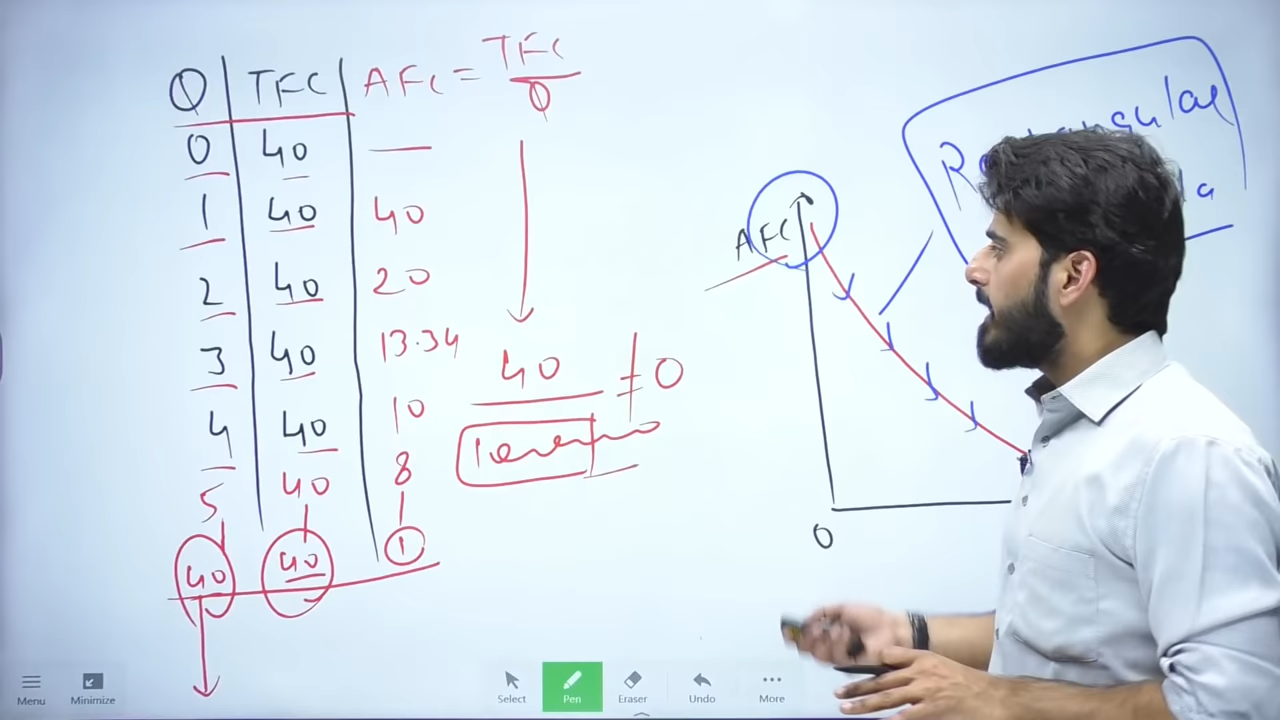 Q TFC AFC = TFC / Q
0 40 —
1 40 40
2 40 20
3 40 13.34
4 40 10
5 40 8
40 40 1
40 ≠ 0
AFC
0
Menu
Minimize
Select
Pen
Eraser
Undo
More